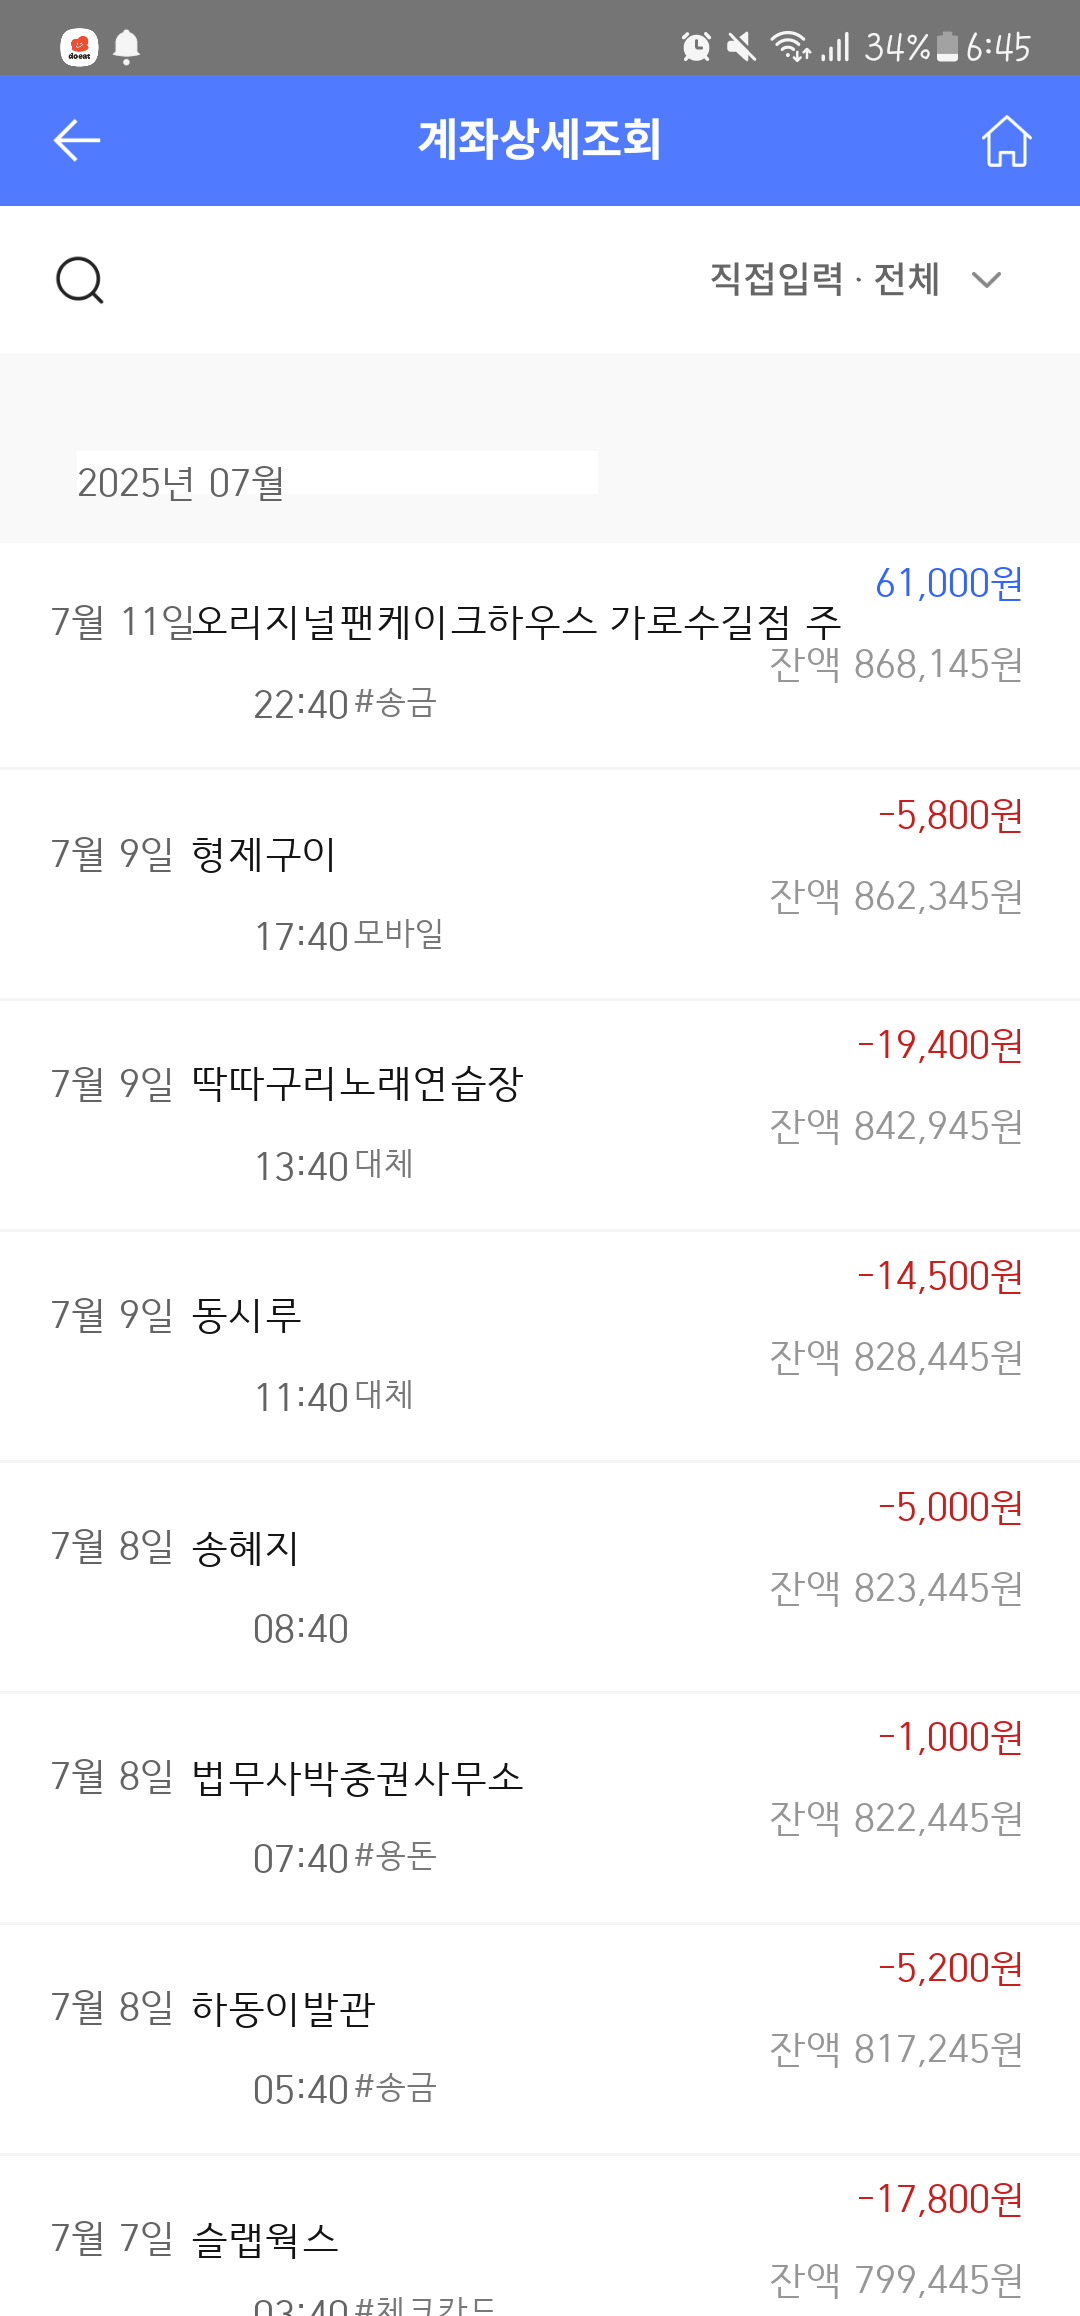 doeat
34% 6:45
계좌상세조회
직접입력 · 전체
2025년 07월
61,000원
7월 11일 오리지널팬케이크하우스 가로수길점 주
잔액 868,145원
22:40 #송금
-5,800원
7월 9일 형제구이
잔액 862,345원
17:40 모바일
-19,400원
7월 9일 딱따구리노래연습장
잔액 842,945원
13:40 대체
-14,500원
7월 9일 동시루
잔액 828,445원
11:40 대체
-5,000원
7월 8일 송혜지
잔액 823,445원
08:40
-1,000원
7월 8일 법무사박중권사무소
잔액 822,445원
07:40 #용돈
-5,200원
7월 8일 하동이발관
잔액 817,245원
05:40 #송금
-17,800원
7월 7일 슬랩웍스
잔액 799,445원
03:40 #체크카드